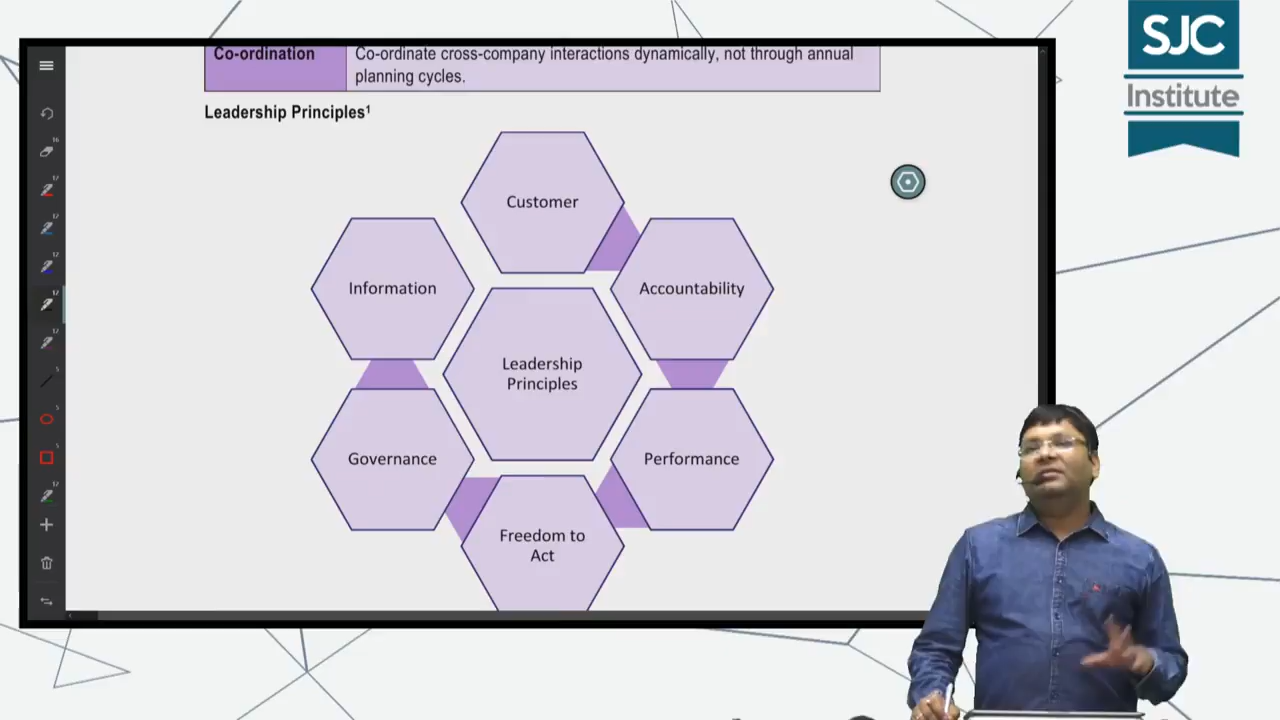 SJC
Institute
Co-ordination
Co-ordinate cross-company interactions dynamically, not through annual
planning cycles.
Leadership Principles¹
Customer
Information
Accountability
Leadership
Principles
Governance
Performance
Freedom to
Act